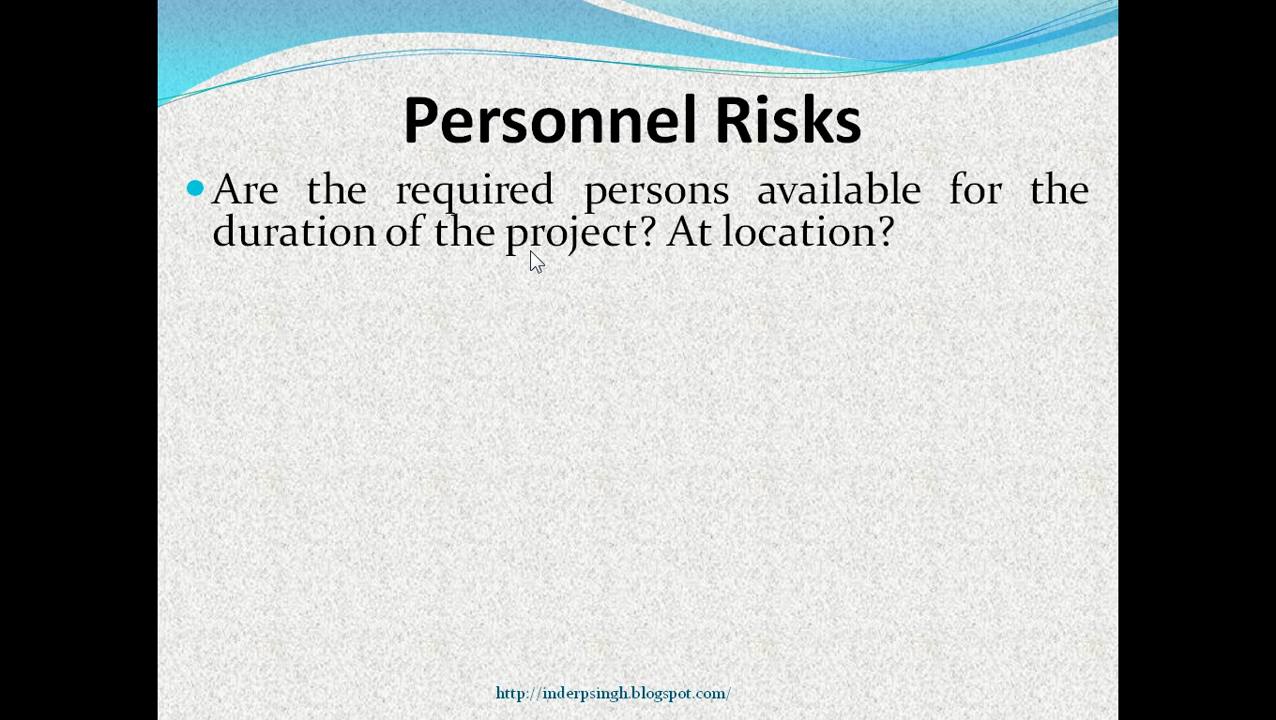 Personnel Risks
Are the required persons available for the
duration of the project? At location?
http://inderpsingh.blogspot.com/